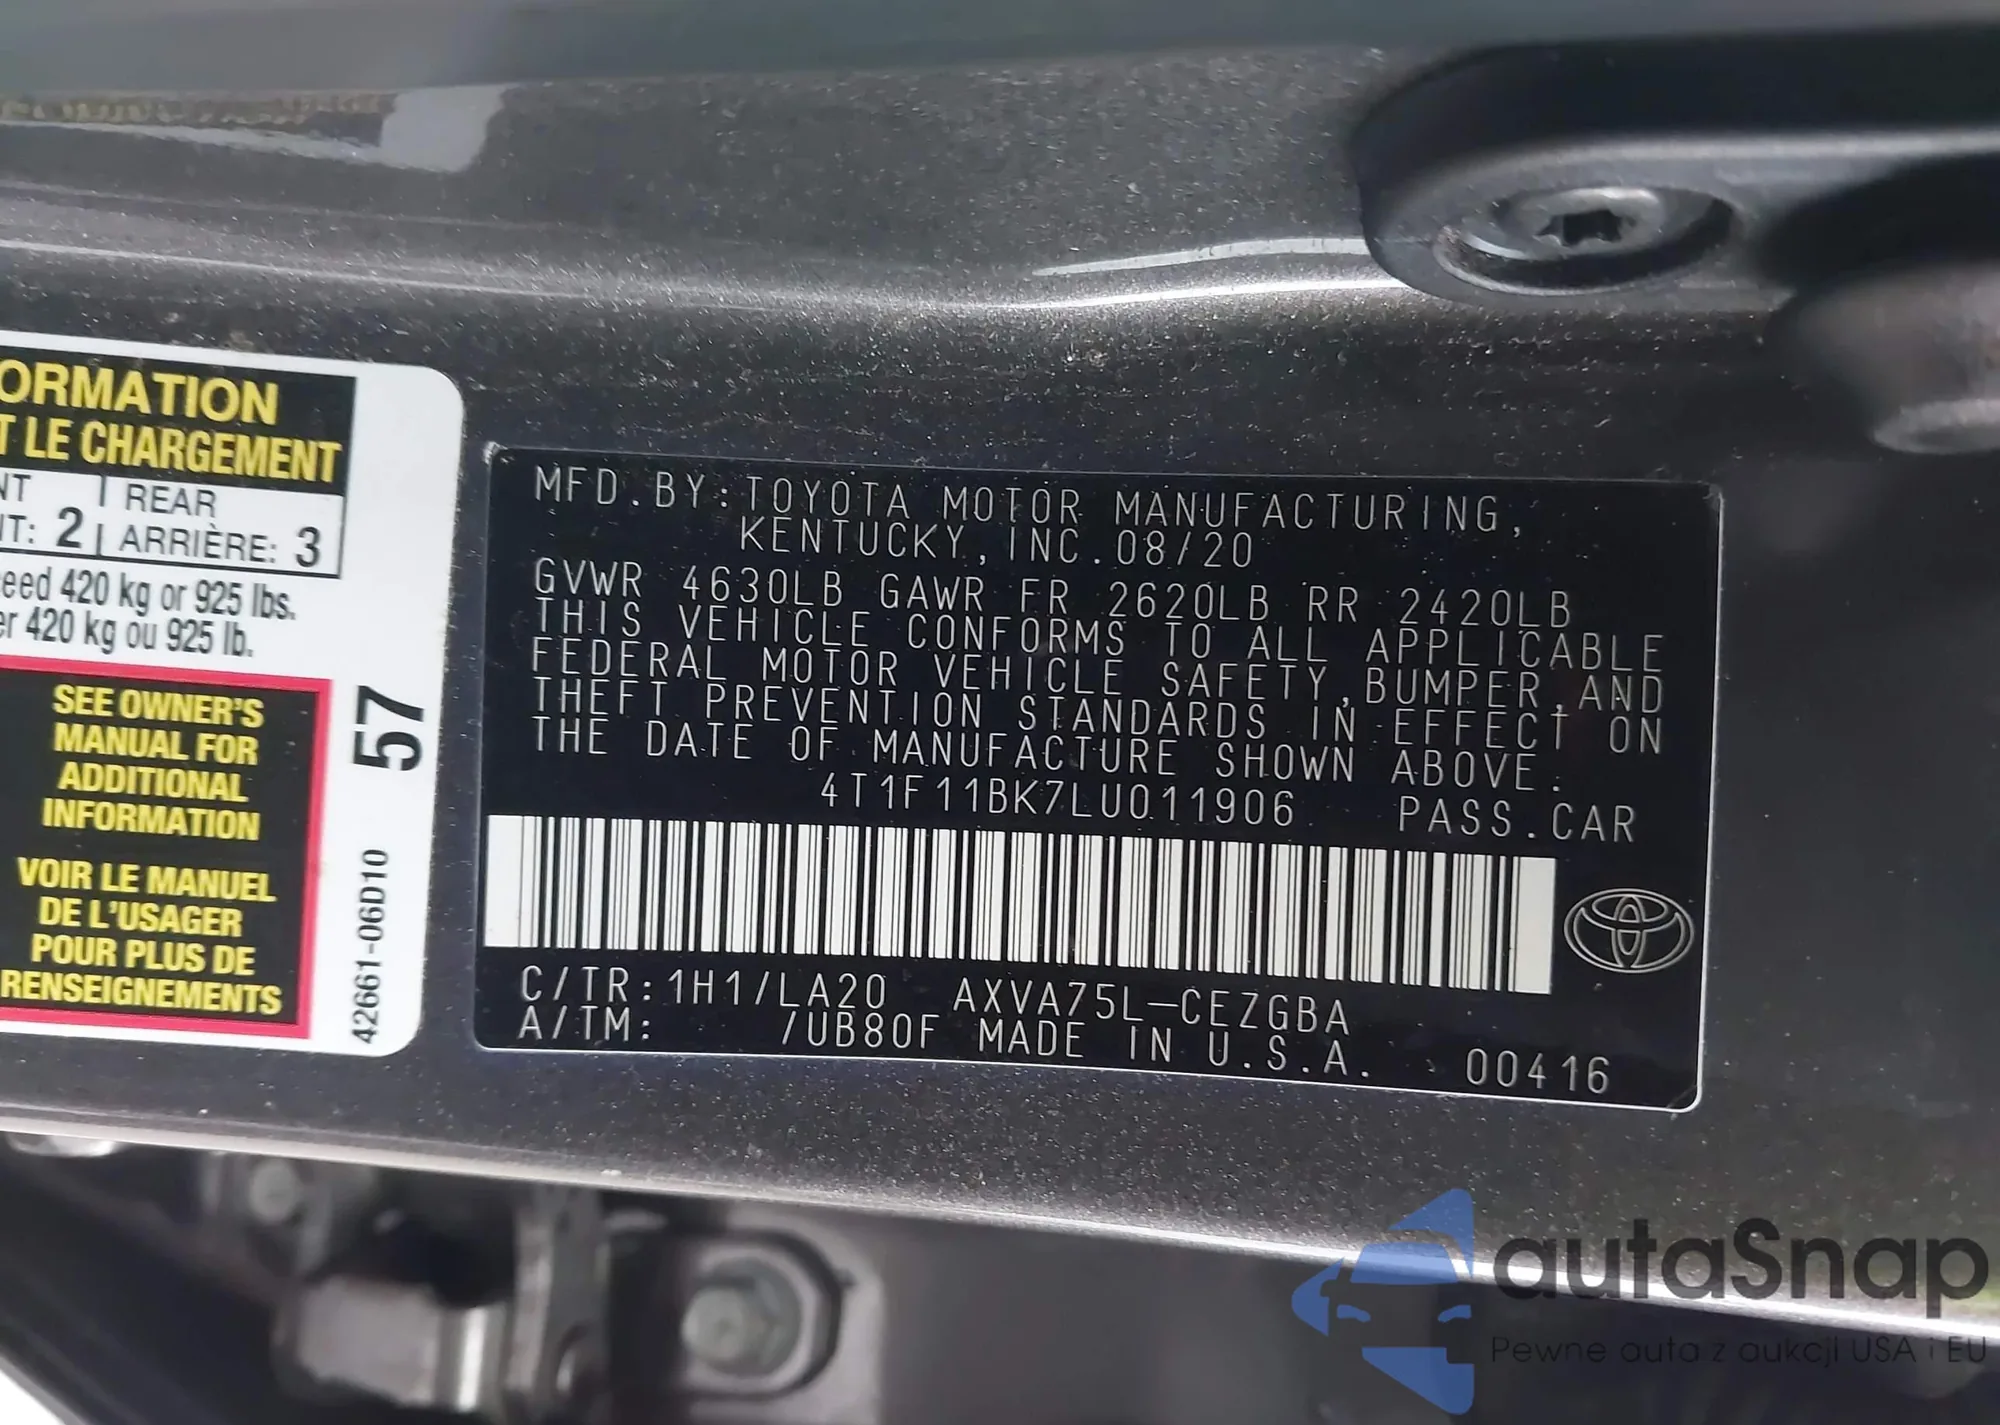 ORMATION
T LE CHARGEMENT
NT REAR
NT: 2 ARRIÈRE: 3
eed 420 kg or 925 lbs.
er 420 kg ou 925 lb.
SEE OWNER'S
MANUAL FOR
ADDITIONAL
INFORMATION
VOIR LE MANUEL
DE L'USAGER
POUR PLUS DE
RENSEIGNEMENTS
57
42661-06D10
MFD.BY:TOYOTA MOTOR MANUFACTURING,
KENTUCKY,INC.08/20
GVWR 4630LB GAWR FR 2620LB RR 2420LB
THIS VEHICLE CONFORMS TO ALL APPLICABLE
FEDERAL MOTOR VEHICLE SAFETY,BUMPER,AND
THEFT PREVENTION STANDARDS IN EFFECT ON
THE DATE OF MANUFACTURE SHOWN ABOVE.
4T1F11BK7LU011906 PASS.CAR
C/TR:1H1/LA20 AXVA75L-CEZGBA
A/TM: /UB80F MADE IN U.S.A. 00416
autaSnap
Pewne auta z aukcji USA i EU